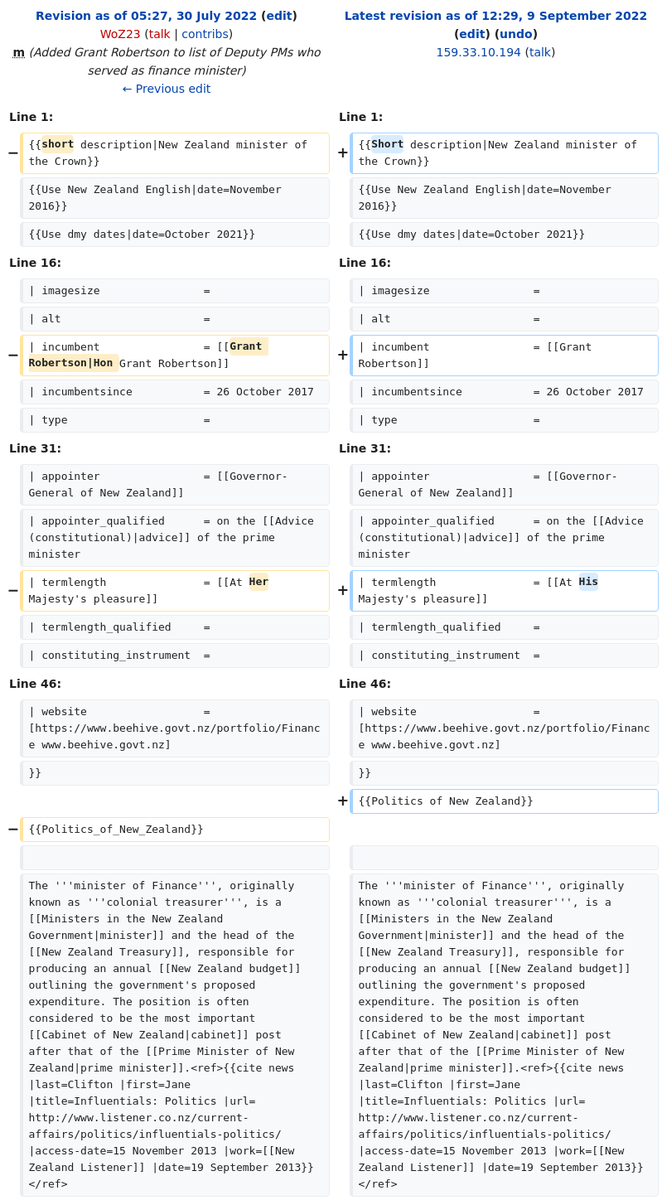 Revision as of 05:27, 30 July 2022 (edit)
WoZ23 (talk | contribs)
m (Added Grant Robertson to list of Deputy PMs who
served as finance minister)
← Previous edit
Latest revision as of 12:29, 9 September 2022
(edit) (undo)
159.33.10.194 (talk)
Line 1:
Line 1:
− {{short description|New Zealand minister of
the Crown}}
+ {{Short description|New Zealand minister of
the Crown}}
{{Use New Zealand English|date=November
2016}}
{{Use New Zealand English|date=November
2016}}
{{Use dmy dates|date=October 2021}}
{{Use dmy dates|date=October 2021}}
Line 16:
Line 16:
| imagesize =
| imagesize =
| alt =
| alt =
− | incumbent = [[Grant
Robertson|Hon Grant Robertson]]
+ | incumbent = [[Grant
Robertson]]
| incumbentsince = 26 October 2017
| incumbentsince = 26 October 2017
| type =
| type =
Line 31:
Line 31:
| appointer = [[Governor-
General of New Zealand]]
| appointer = [[Governor-
General of New Zealand]]
| appointer_qualified = on the [[Advice
(constitutional)|advice]] of the prime
minister
| appointer_qualified = on the [[Advice
(constitutional)|advice]] of the prime
minister
− | termlength = [[At Her
Majesty's pleasure]]
+ | termlength = [[At His
Majesty's pleasure]]
| termlength_qualified =
| termlength_qualified =
| constituting_instrument =
| constituting_instrument =
Line 46:
Line 46:
| website =
[https://www.beehive.govt.nz/portfolio/Financ
e www.beehive.govt.nz]
| website =
[https://www.beehive.govt.nz/portfolio/Financ
e www.beehive.govt.nz]
}}
}}
+ {{Politics of New Zealand}}
− {{Politics_of_New_Zealand}}
The '''minister of Finance''', originally
known as '''colonial treasurer''', is a
[[Ministers in the New Zealand
Government|minister]] and the head of the
[[New Zealand Treasury]], responsible for
producing an annual [[New Zealand budget]]
outlining the government's proposed
expenditure. The position is often
considered to be the most important
[[Cabinet of New Zealand|cabinet]] post
after that of the [[Prime Minister of New
Zealand|prime minister]].<ref>{{cite news
|last=Clifton |first=Jane
|title=Influentials: Politics |url=
http://www.listener.co.nz/current-
affairs/politics/influentials-politics/
|access-date=15 November 2013 |work=[[New
Zealand Listener]] |date=19 September 2013}}
</ref>
The '''minister of Finance''', originally
known as '''colonial treasurer''', is a
[[Ministers in the New Zealand
Government|minister]] and the head of the
[[New Zealand Treasury]], responsible for
producing an annual [[New Zealand budget]]
outlining the government's proposed
expenditure. The position is often
considered to be the most important
[[Cabinet of New Zealand|cabinet]] post
after that of the [[Prime Minister of New
Zealand|prime minister]].<ref>{{cite news
|last=Clifton |first=Jane
|title=Influentials: Politics |url=
http://www.listener.co.nz/current-
affairs/politics/influentials-politics/
|access-date=15 November 2013 |work=[[New
Zealand Listener]] |date=19 September 2013}}
</ref>